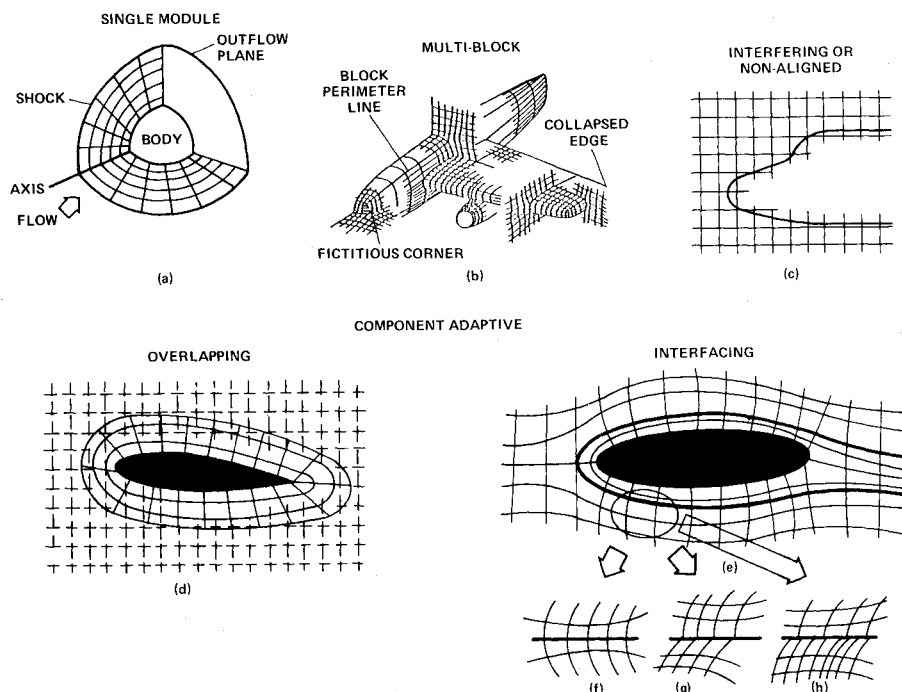 SINGLE MODULE
OUTFLOW
PLANE
SHOCK
BODY
AXIS
FLOW
(a)
MULTI-BLOCK
BLOCK
PERIMETER
LINE
COLLAPSED
EDGE
FICTITIOUS CORNER
(b)
INTERFERING OR
NON-ALIGNED
(c)
COMPONENT ADAPTIVE
OVERLAPPING
(d)
INTERFACING
(e)
(f)
(g)
(h)